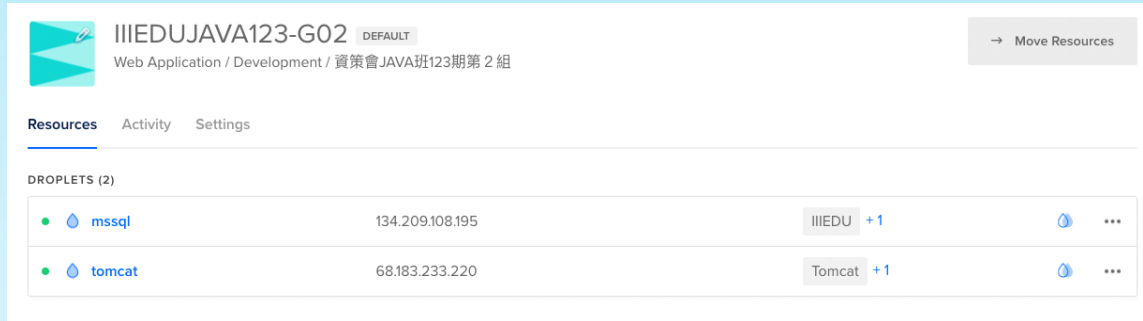 IIIEDUJAVA123-G02 DEFAULT
Web Application / Development / 資策會JAVA班123期第２組
→ Move Resources
Resources Activity Settings
DROPLETS (2)
mssql 134.209.108.195 IIIEDU + 1 •••
tomcat 68.183.233.220 Tomcat + 1 •••